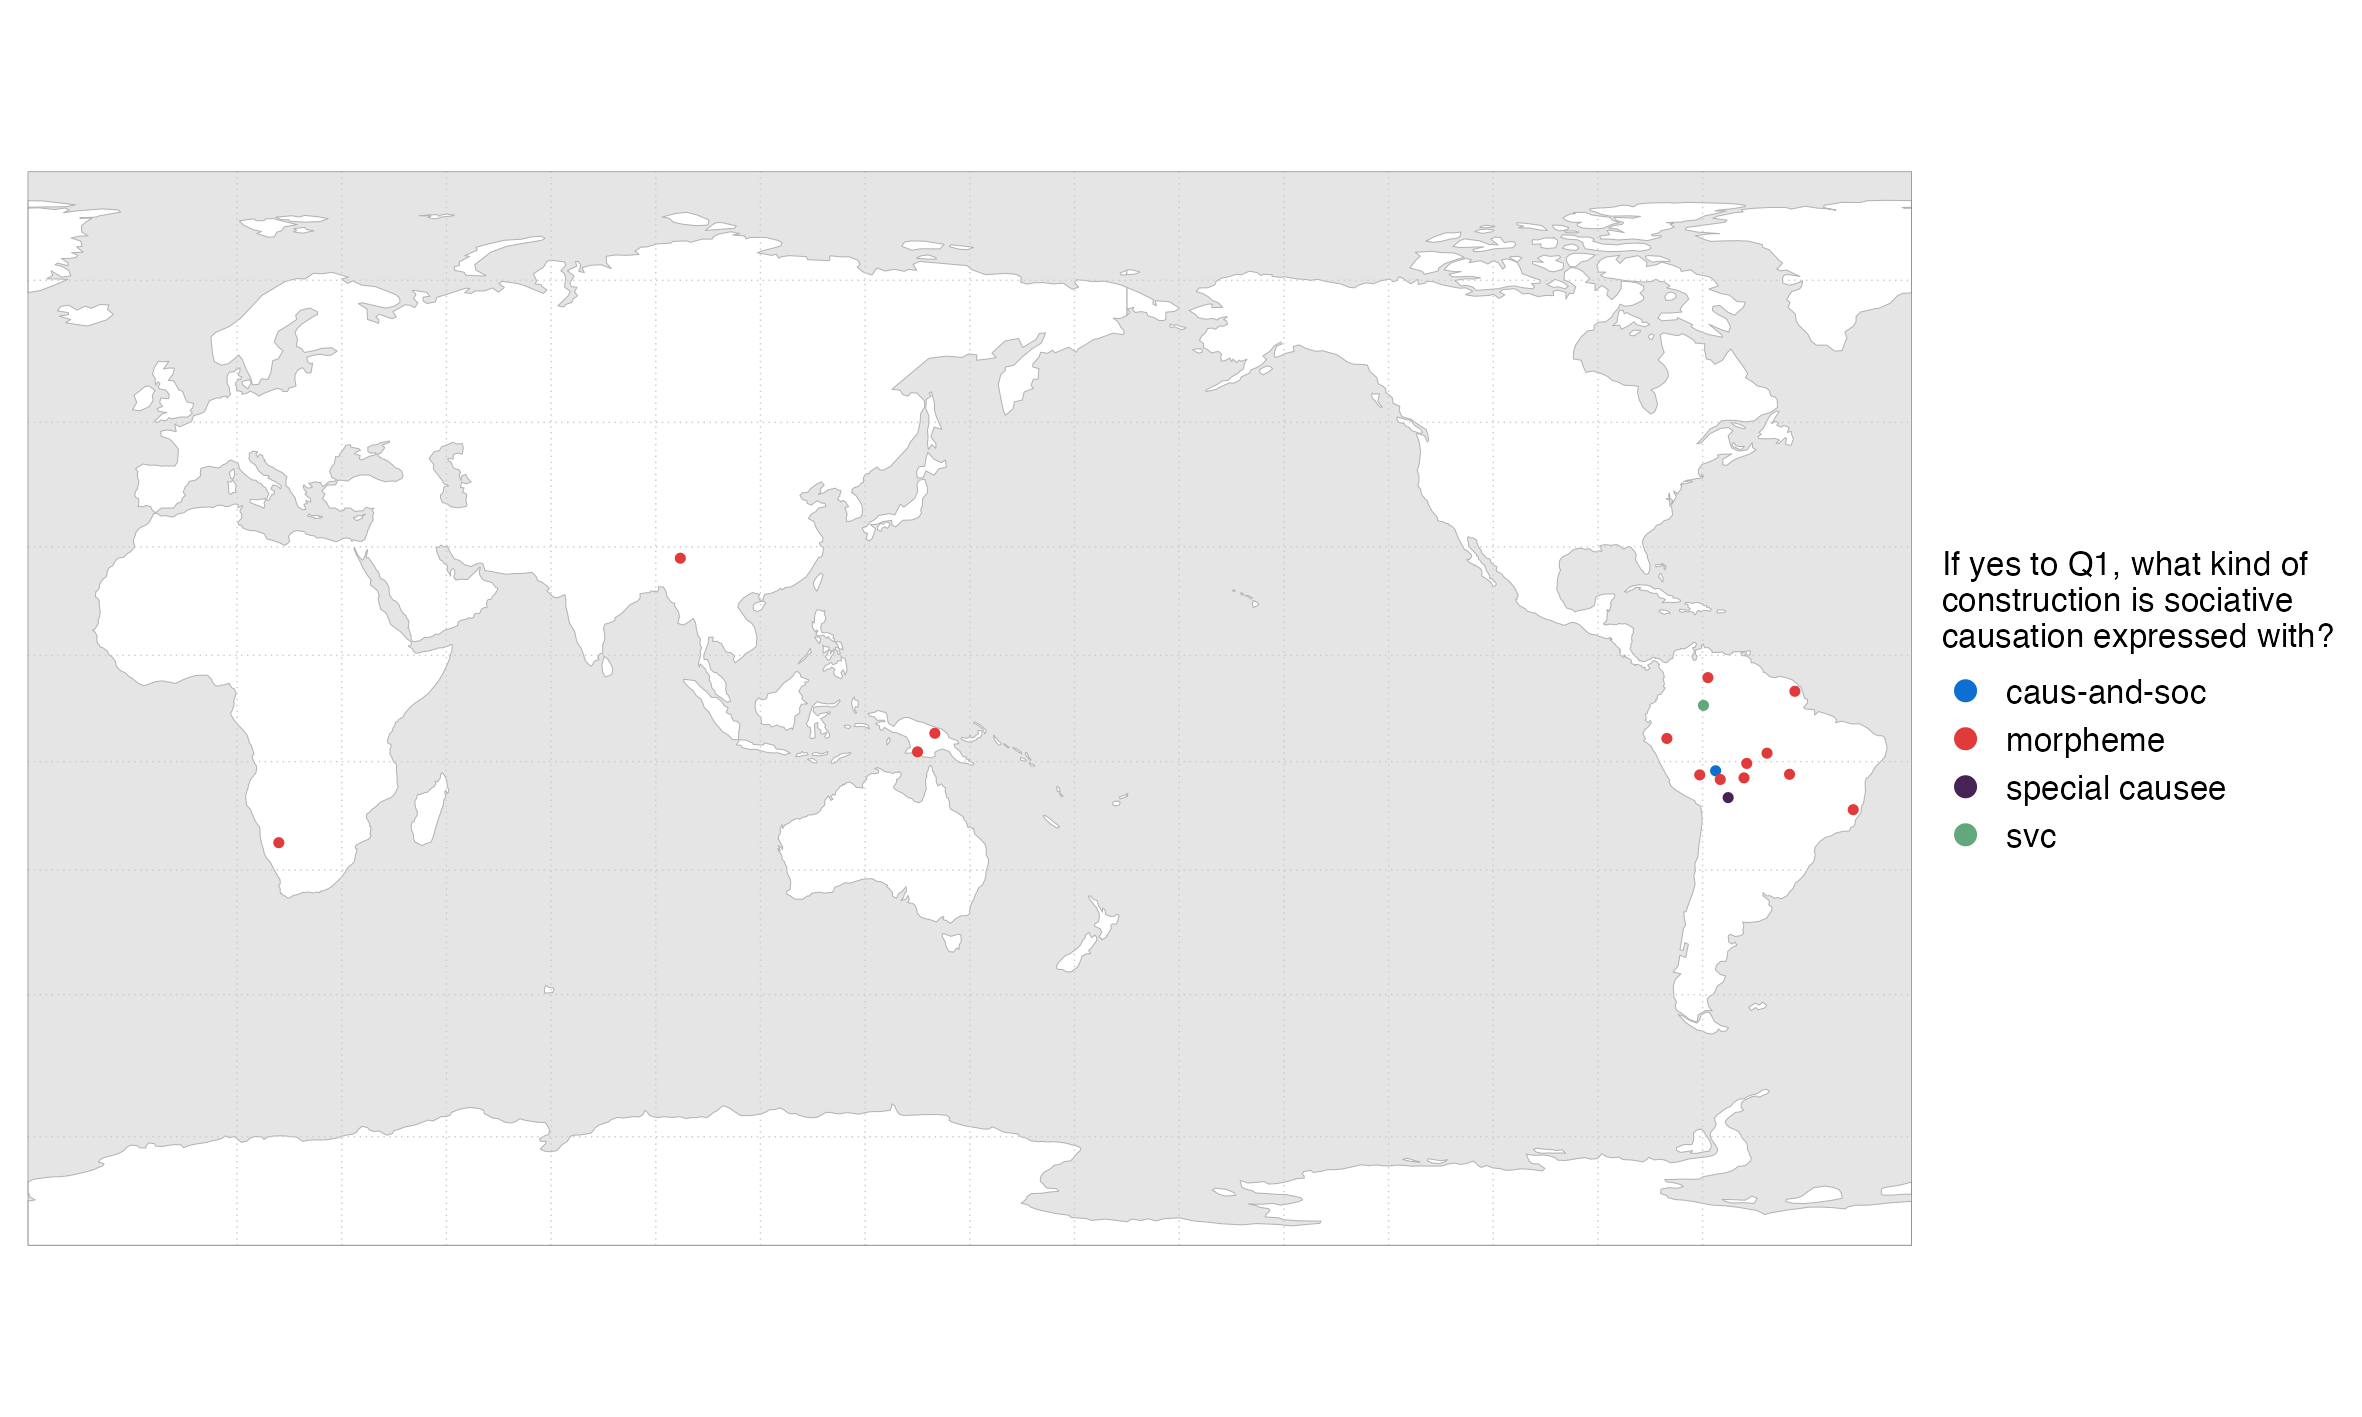 If yes to Q1, what kind of
construction is sociative
causation expressed with?
caus-and-soc
morpheme
special causee
svc